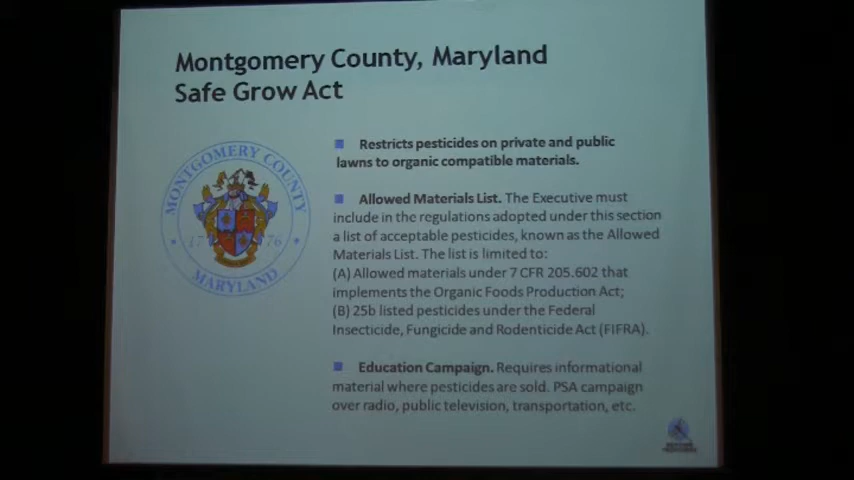 Montgomery County, Maryland
Safe Grow Act
MONTGOMERY COUNTY
17 76
MARYLAND
Restricts pesticides on private and public
lawns to organic compatible materials.
Allowed Materials List. The Executive must
include in the regulations adopted under this section
a list of acceptable pesticides, known as the Allowed
Materials List. The list is limited to:
(A) Allowed materials under 7 CFR 205.602 that
implements the Organic Foods Production Act;
(B) 25b listed pesticides under the Federal
Insecticide, Fungicide and Rodenticide Act (FIFRA).
Education Campaign. Requires informational
material where pesticides are sold. PSA campaign
over radio, public television, transportation, etc.